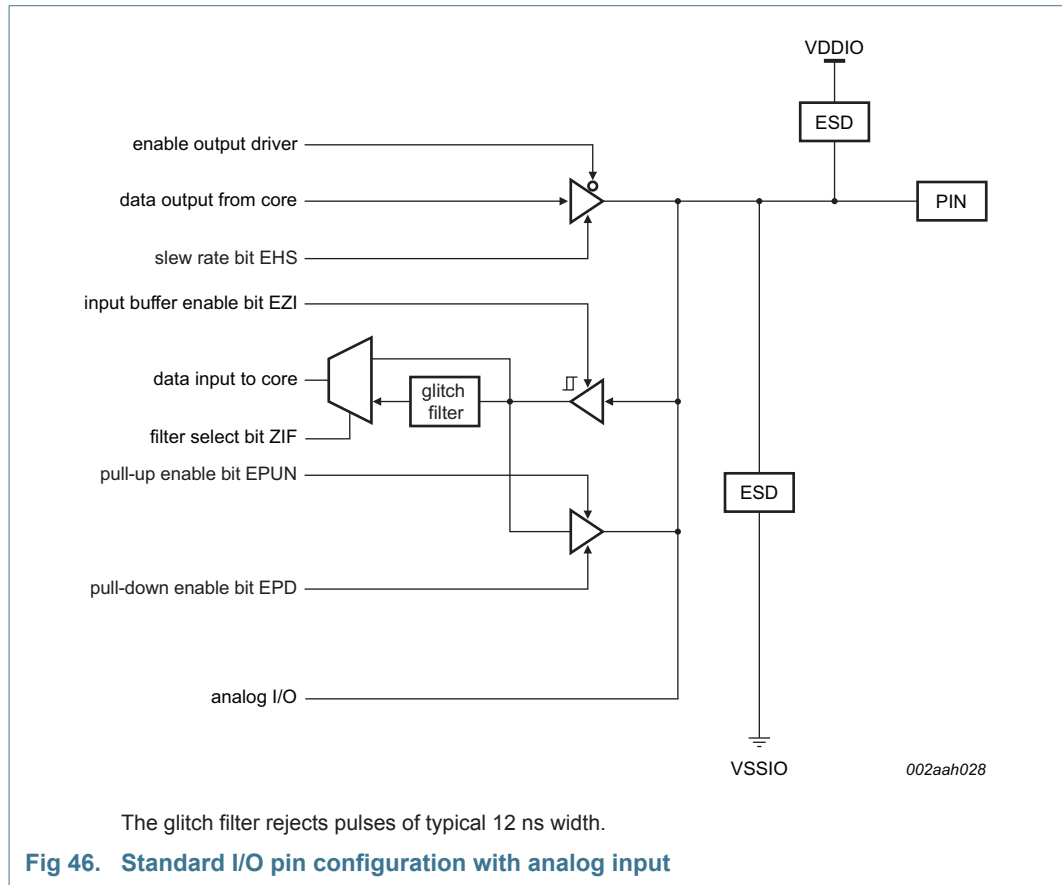 VDDIO
ESD
enable output driver
data output from core
PIN
slew rate bit EHS
input buffer enable bit EZI
data input to core
glitch
filter
filter select bit ZIF
pull-up enable bit EPUN
ESD
pull-down enable bit EPD
analog I/O
VSSIO
002aah028
The glitch filter rejects pulses of typical 12 ns width.
Fig 46. Standard I/O pin configuration with analog input